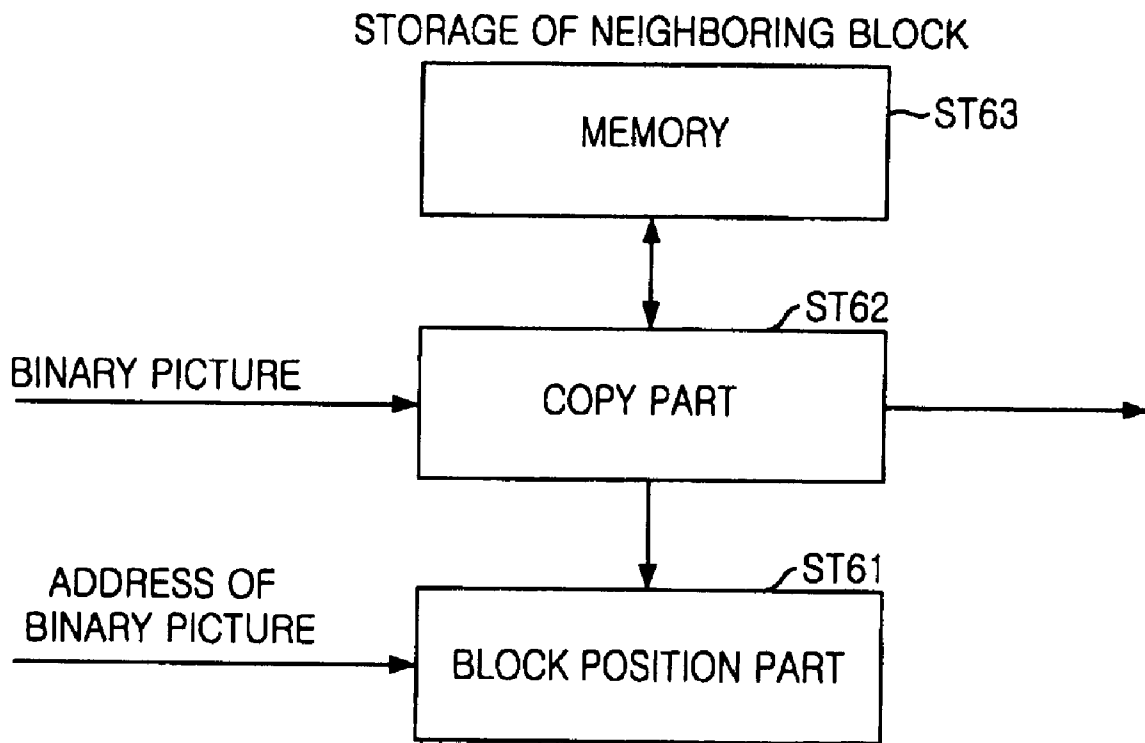 STORAGE OF NEIGHBORING BLOCK
MEMORY
ST63
ST62
BINARY PICTURE
COPY PART
ST61
ADDRESS OF
BINARY PICTURE
BLOCK POSITION PART